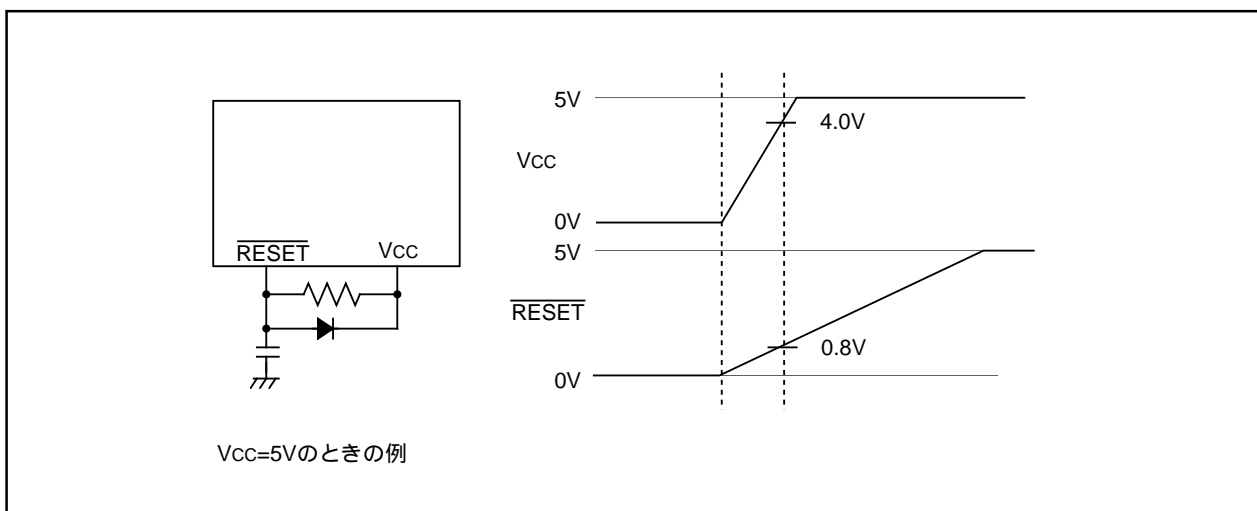 RESET
VCC
VCC=5Vのときの例
5V
4.0V
VCC
0V
5V
RESET
0.8V
0V